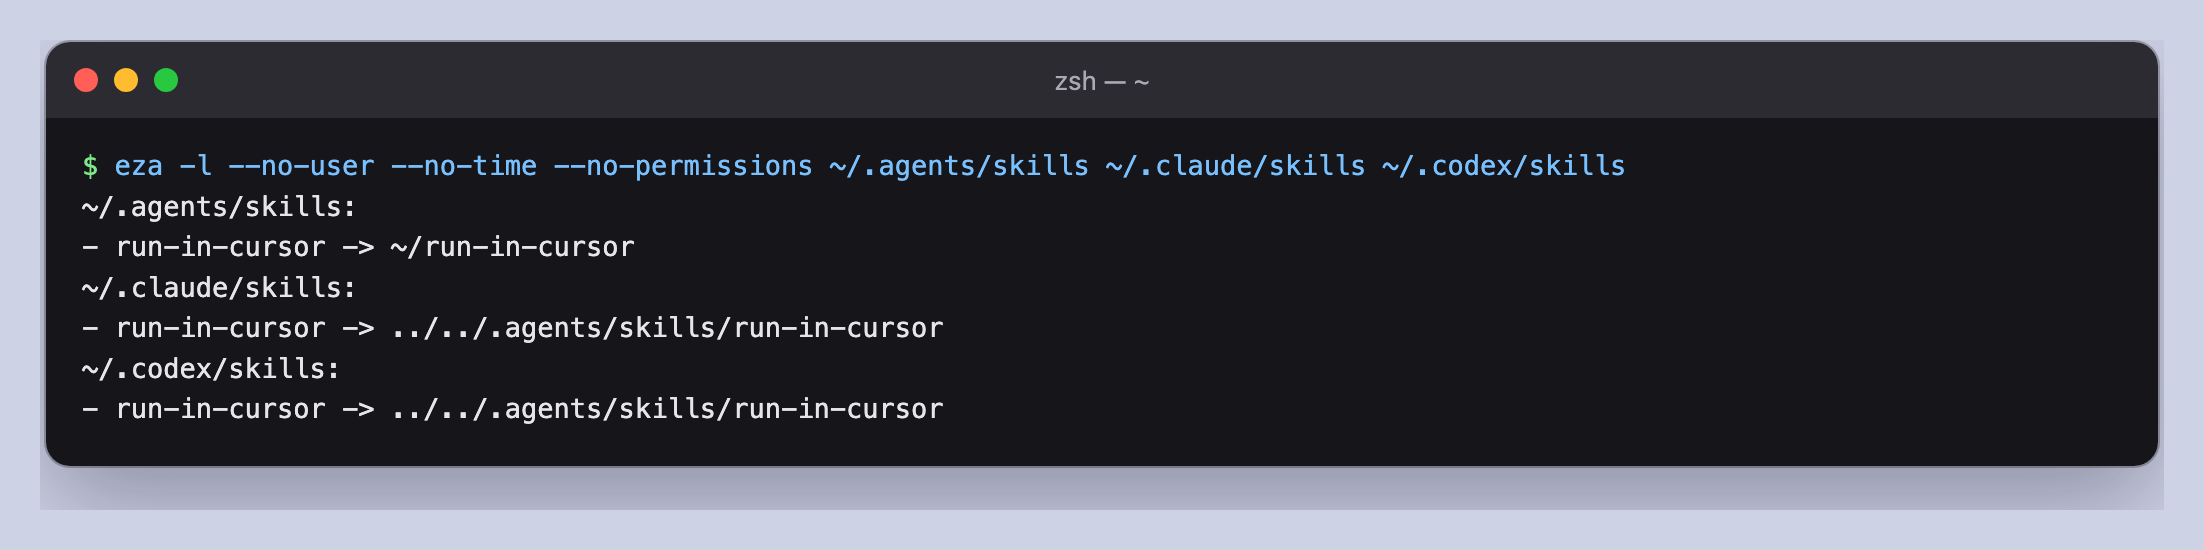 zsh — ~
$ eza -l --no-user --no-time --no-permissions ~/.agents/skills ~/.claude/skills ~/.codex/skills
~/.agents/skills:
- run-in-cursor -> ~/run-in-cursor
~/.claude/skills:
- run-in-cursor -> ../../.agents/skills/run-in-cursor
~/.codex/skills:
- run-in-cursor -> ../../.agents/skills/run-in-cursor